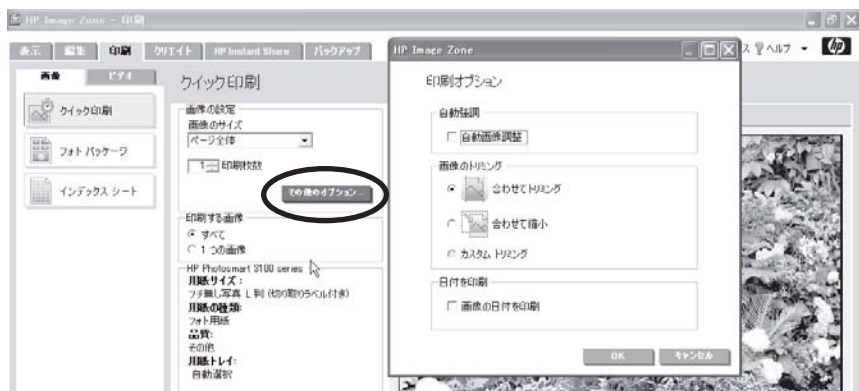 HP Image Zone - 印刷
表示 編集 印刷 クリエイト HP Instant Share バックアップ
ヘルプ
hp
画像 ビデオ
クイック印刷
フォト パッケージ
インデックス シート
クイック印刷
画像の設定
画像のサイズ
ページ全体
1 印刷枚数
その他のオプション...
印刷する画像
すべて
1 つの画像
HP Photosmart 3100 series
用紙サイズ:
フチ無し写真 L 判 (切り取りラベル付き)
用紙の種類:
フォト用紙
品質:
その他
用紙トレイ:
自動選択
HP Image Zone
印刷オプション
自動強調
自動画像調整
画像のトリミング
合わせてトリミング
合わせて縮小
カスタム トリミング
日付を印刷
画像の日付を印刷
OK キャンセル